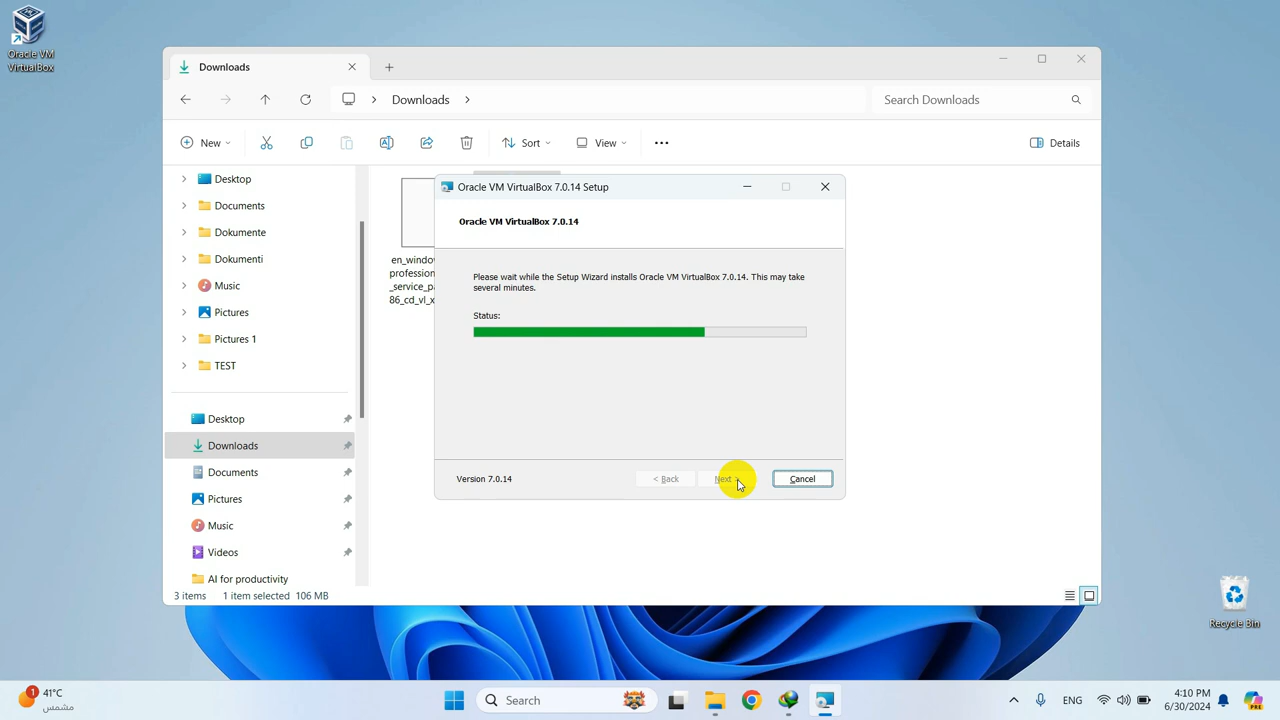 Oracle VM
VirtualBox
Downloads
Downloads
Search Downloads
New
Sort
View
Details
Desktop
Documents
Dokumente
Dokumenti
Music
Pictures
Pictures 1
TEST
Desktop
Downloads
Documents
Pictures
Music
Videos
AI for productivity
en_window
profession
_service_pa
86_cd_vl_x
Oracle VM VirtualBox 7.0.14 Setup
Oracle VM VirtualBox 7.0.14
Please wait while the Setup Wizard installs Oracle VM VirtualBox 7.0.14. This may take
several minutes.
Status:
Version 7.0.14
< Back
Next >
Cancel
3 items
1 item selected 106 MB
Recycle Bin
1
41°C
مشمس
Search
ENG
4:10 PM
6/30/2024
PRE